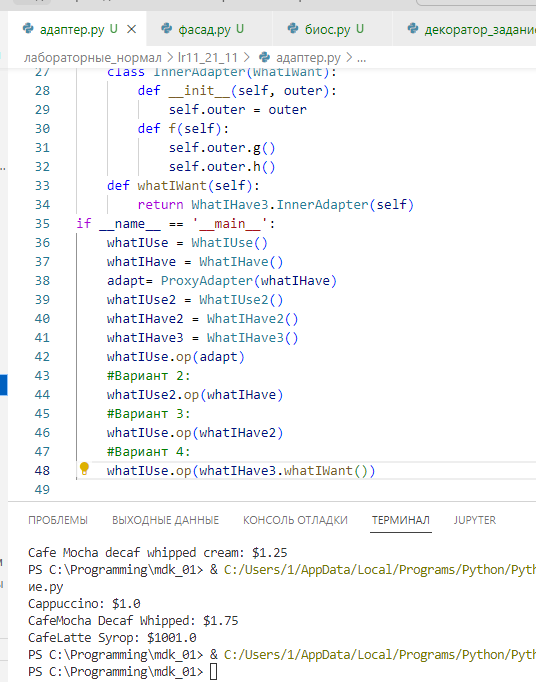 адаптер.py U
фасад.py U
биос.py U
декоратор_задани
лабораторные_нормал > lr11_21_11 > адаптер.py > ...
27 class InnerAdapter(WhatIWant):
28 def __init__(self, outer):
29 self.outer = outer
30 def f(self):
31 self.outer.g()
32 self.outer.h()
33 def whatIWant(self):
34 return WhatIHave3.InnerAdapter(self)
35 if __name__ == '__main__':
36 whatIUse = WhatIUse()
37 whatIHave = WhatIHave()
38 adapt= ProxyAdapter(whatIHave)
39 whatIUse2 = WhatIUse2()
40 whatIHave2 = WhatIHave2()
41 whatIHave3 = WhatIHave3()
42 whatIUse.op(adapt)
43 #Вариант 2:
44 whatIUse2.op(whatIHave)
45 #Вариант 3:
46 whatIUse.op(whatIHave2)
47 #Вариант 4:
48 whatIUse.op(whatIHave3.whatIWant())
49
ПРОБЛЕМЫ ВЫХОДНЫЕ ДАННЫЕ КОНСОЛЬ ОТЛАДКИ ТЕРМИНАЛ JUPYTER
Cafe Mocha decaf whipped cream: $1.25
PS C:\Programming\mdk_01> & C:/Users/1/AppData/Local/Programs/Python/Pyth
ие.py
Cappuccino: $1.0
CafeMocha Decaf Whipped: $1.75
CafeLatte Syrop: $1001.0
PS C:\Programming\mdk_01> & C:/Users/1/AppData/Local/Programs/Python/Pyth
PS C:\Programming\mdk_01>